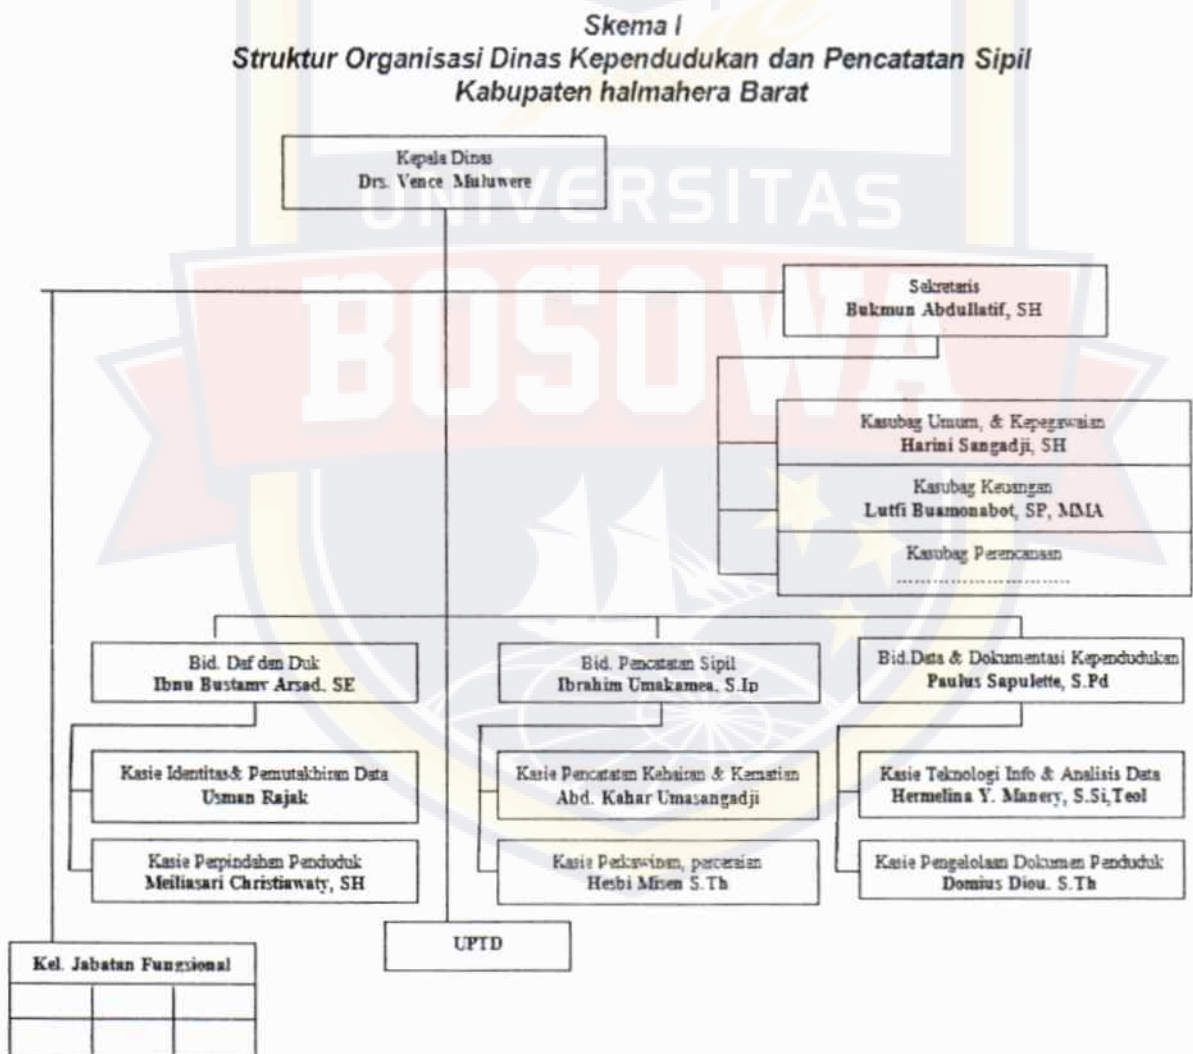 Skema I
Struktur Organisasi Dinas Kependudukan dan Pencatatan Sipil
Kabupaten halmahera Barat
Kepala Dinas
Drs. Vence Muluwere
UNIVERSITAS
BOSOWA
Sekretaris
Bukmun Abdullatif, SH
Kasubag Umum, & Kepegawaian
Harini Sangadji, SH
Kasubag Keuangan
Lutfi Buamonabot, SP, MMA
Kasubag Perencanaan
..............................
Bid. Daf dan Duk
Ibnu Bustamy Arsad. SE
Bid. Pencatatan Sipil
Ibrahim Umakamea. S.Ip
Bid.Data & Dokumentasi Kependudukan
Paulus Sapulette, S.Pd
Kasie Identitas& Pemutakhiran Data
Usman Rajak
Kasie Pencatatan Kehairan & Kematian
Abd. Kahar Umasangadji
Kasie Teknologi Info & Analisis Data
Hermelina Y. Manery, S.Si,Teol
Kasie Perpindahan Penduduk
Meiliasari Christiawaty, SH
Kasie Perkawinan, perceraian
Hesbi Misen S.Th
Kasie Pengelolaan Dokumen Penduduk
Domius Diou. S.Th
UPTD
Kel. Jabatan Fungsional